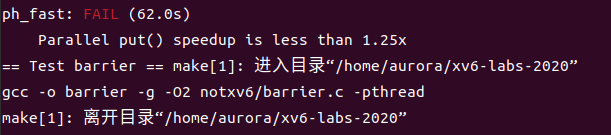 ph_fast: FAIL (62.0s)
    Parallel put() speedup is less than 1.25x
== Test barrier == make[1]: 进入目录“/home/aurora/xv6-labs-2020”
gcc -o barrier -g -O2 notxv6/barrier.c -pthread
make[1]: 离开目录“/home/aurora/xv6-labs-2020”